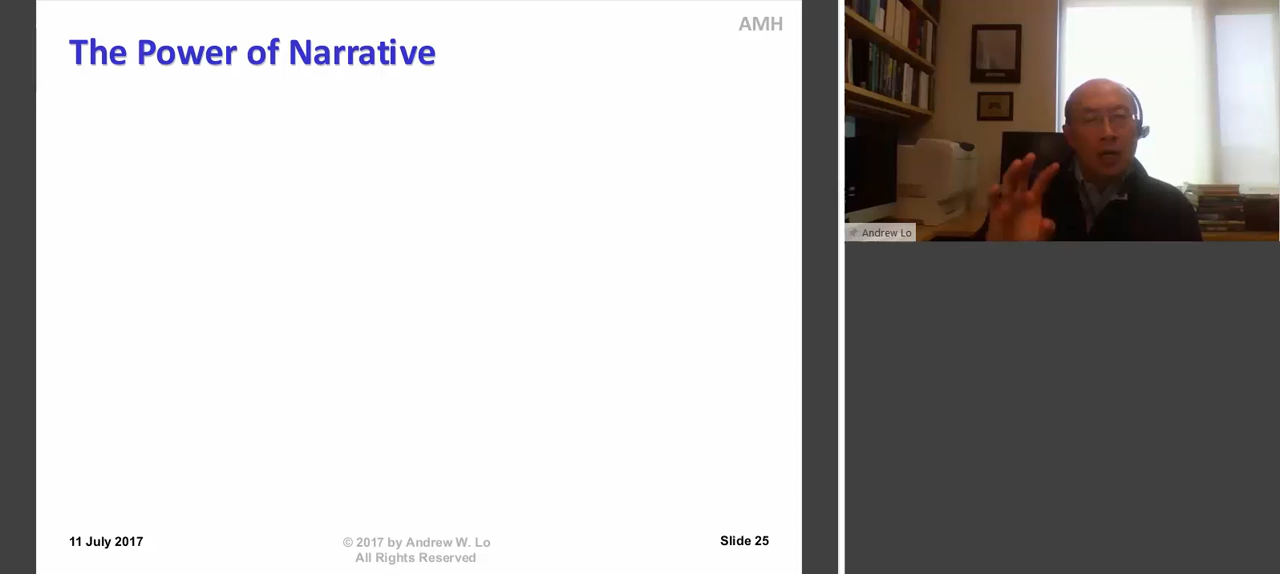 AMH
The Power of Narrative
Andrew Lo
11 July 2017
© 2017 by Andrew W. Lo
All Rights Reserved
Slide 25